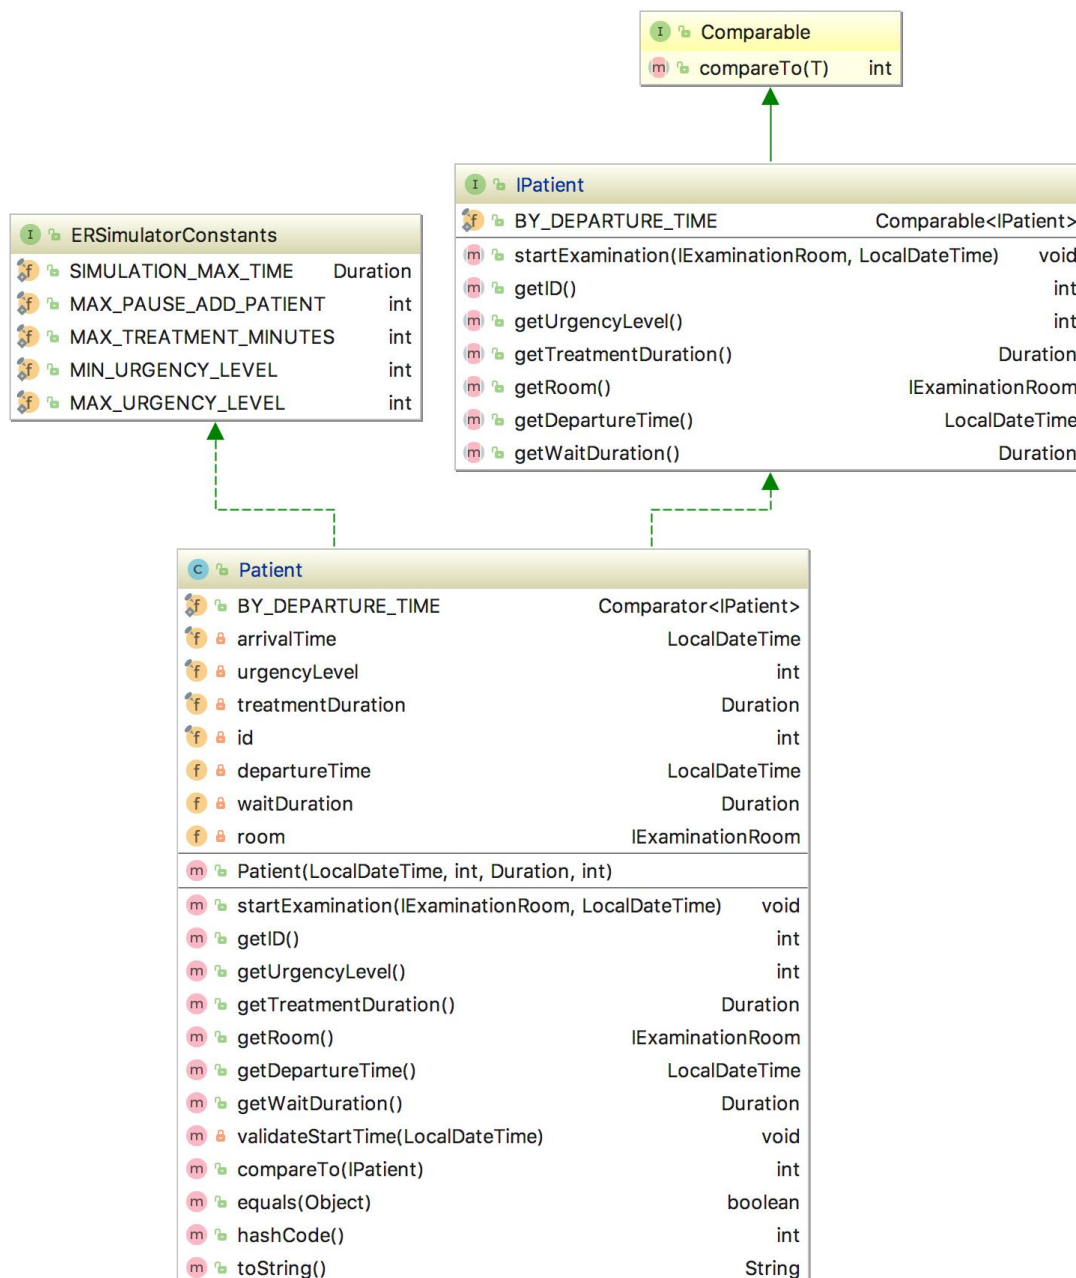 I Comparable
m compareTo(T) int
I IPatient
f BY_DEPARTURE_TIME Comparable<IPatient>
m startExamination(IExaminationRoom, LocalDateTime) void
m getID() int
m getUrgencyLevel() int
m getTreatmentDuration() Duration
m getRoom() IExaminationRoom
m getDepartureTime() LocalDateTime
m getWaitDuration() Duration
I ERSimulatorConstants
f SIMULATION_MAX_TIME Duration
f MAX_PAUSE_ADD_PATIENT int
f MAX_TREATMENT_MINUTES int
f MIN_URGENCY_LEVEL int
f MAX_URGENCY_LEVEL int
C Patient
f BY_DEPARTURE_TIME Comparator<IPatient>
f arrivalTime LocalDateTime
f urgencyLevel int
f treatmentDuration Duration
f id int
f departureTime LocalDateTime
f waitDuration Duration
f room IExaminationRoom
m Patient(LocalDateTime, int, Duration, int)
m startExamination(IExaminationRoom, LocalDateTime) void
m getID() int
m getUrgencyLevel() int
m getTreatmentDuration() Duration
m getRoom() IExaminationRoom
m getDepartureTime() LocalDateTime
m getWaitDuration() Duration
m validateStartTime(LocalDateTime) void
m compareTo(IPatient) int
m equals(Object) boolean
m hashCode() int
m toString() String